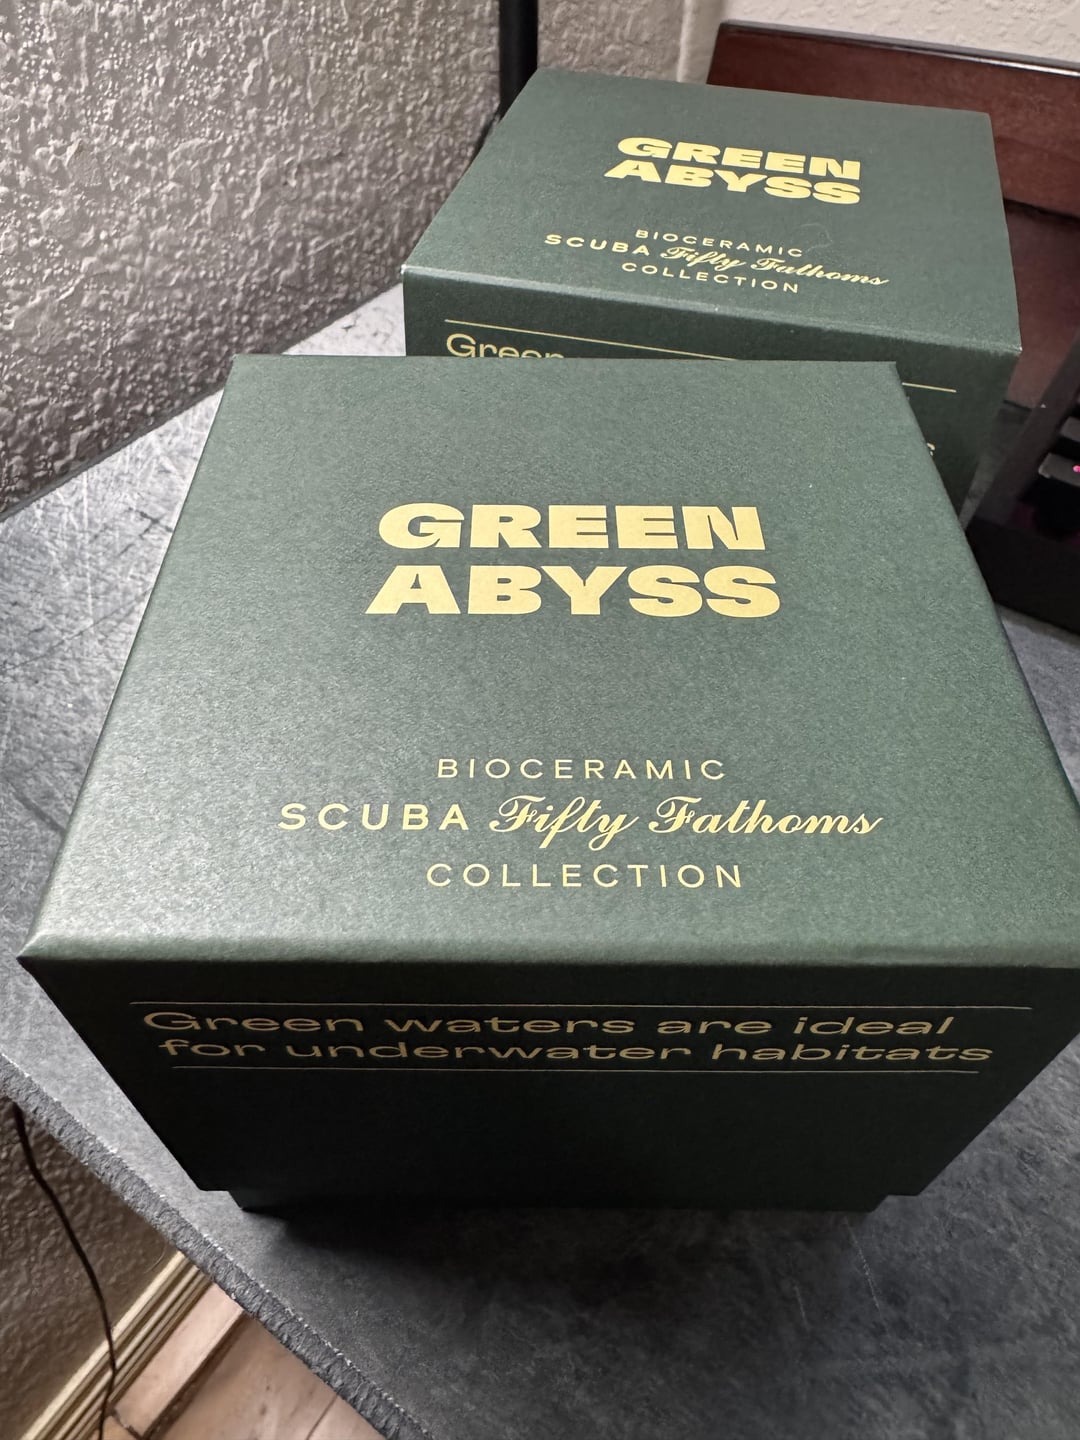 GREEN
ABYSS
BIOCERAMIC
SCUBA Fifty Fathoms
COLLECTION
Green
GREEN
ABYSS
BIOCERAMIC
SCUBA Fifty Fathoms
COLLECTION
Green waters are ideal
for underwater habitats